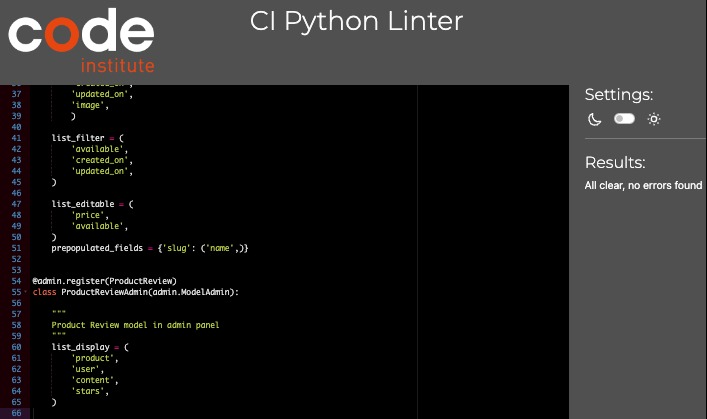 code
institute
CI Python Linter
Settings:
Results:
All clear, no errors found
36 'created_on',
37 'updated_on',
38 'image',
39 )
40
41 list_filter = (
42 'available',
43 'created_on',
44 'updated_on',
45 )
46
47 list_editable = (
48 'price',
49 'available',
50 )
51 prepopulated_fields = {'slug': ('name',)}
52
53
54 @admin.register(ProductReview)
55 class ProductReviewAdmin(admin.ModelAdmin):
56
57 """
58 Product Review model in admin panel
59 """
60 list_display = (
61 'product',
62 'user',
63 'content',
64 'stars',
65 )
66